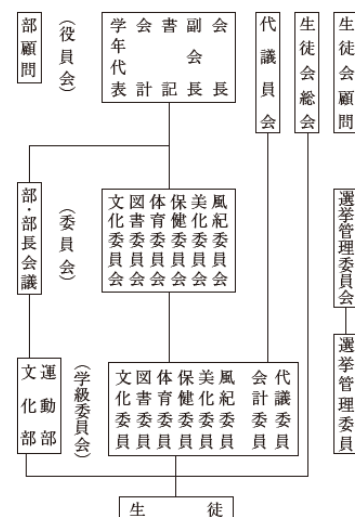 生徒会顧問
生徒会総会
代議員会
会長
副会長
書記
会計
学年代表
（役員会）
部顧問
選挙管理委員会
風紀委員会
美化委員会
保健委員会
体育委員会
図書委員会
文化委員会
（委員会）
部・部長会議
選挙管理委員
代議委員
会計委員
風紀委員
美化委員
保健委員
体育委員
図書委員
文化委員
（学級委員会）
運動部
文化部
生徒